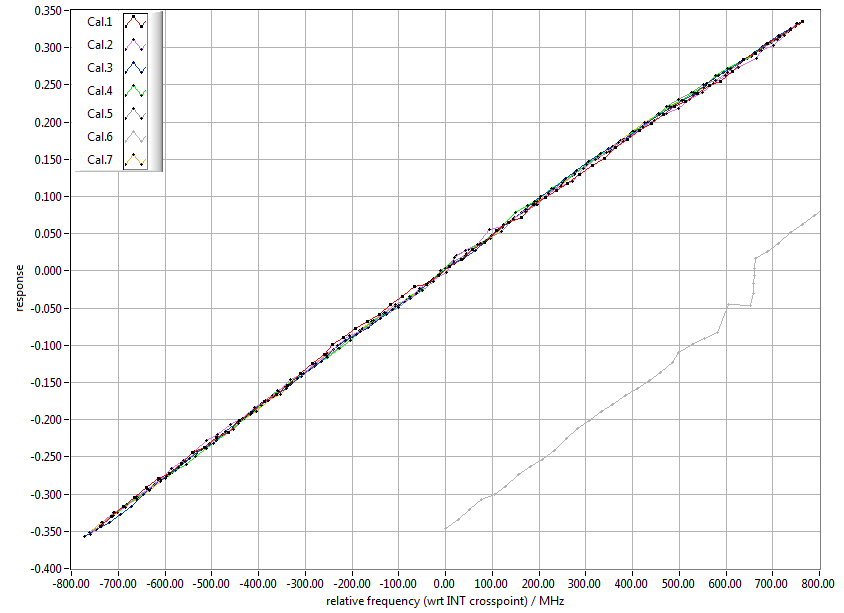 0.350
0.300
0.250
0.200
0.150
0.100
0.050
0.000
-0.050
-0.100
-0.150
-0.200
-0.250
-0.300
-0.350
-0.400
response
Cal.1
Cal.2
Cal.3
Cal.4
Cal.5
Cal.6
Cal.7
-800.00 -700.00 -600.00 -500.00 -400.00 -300.00 -200.00 -100.00 0.00 100.00 200.00 300.00 400.00 500.00 600.00 700.00 800.00
relative frequency (wrt INT crosspoint) / MHz